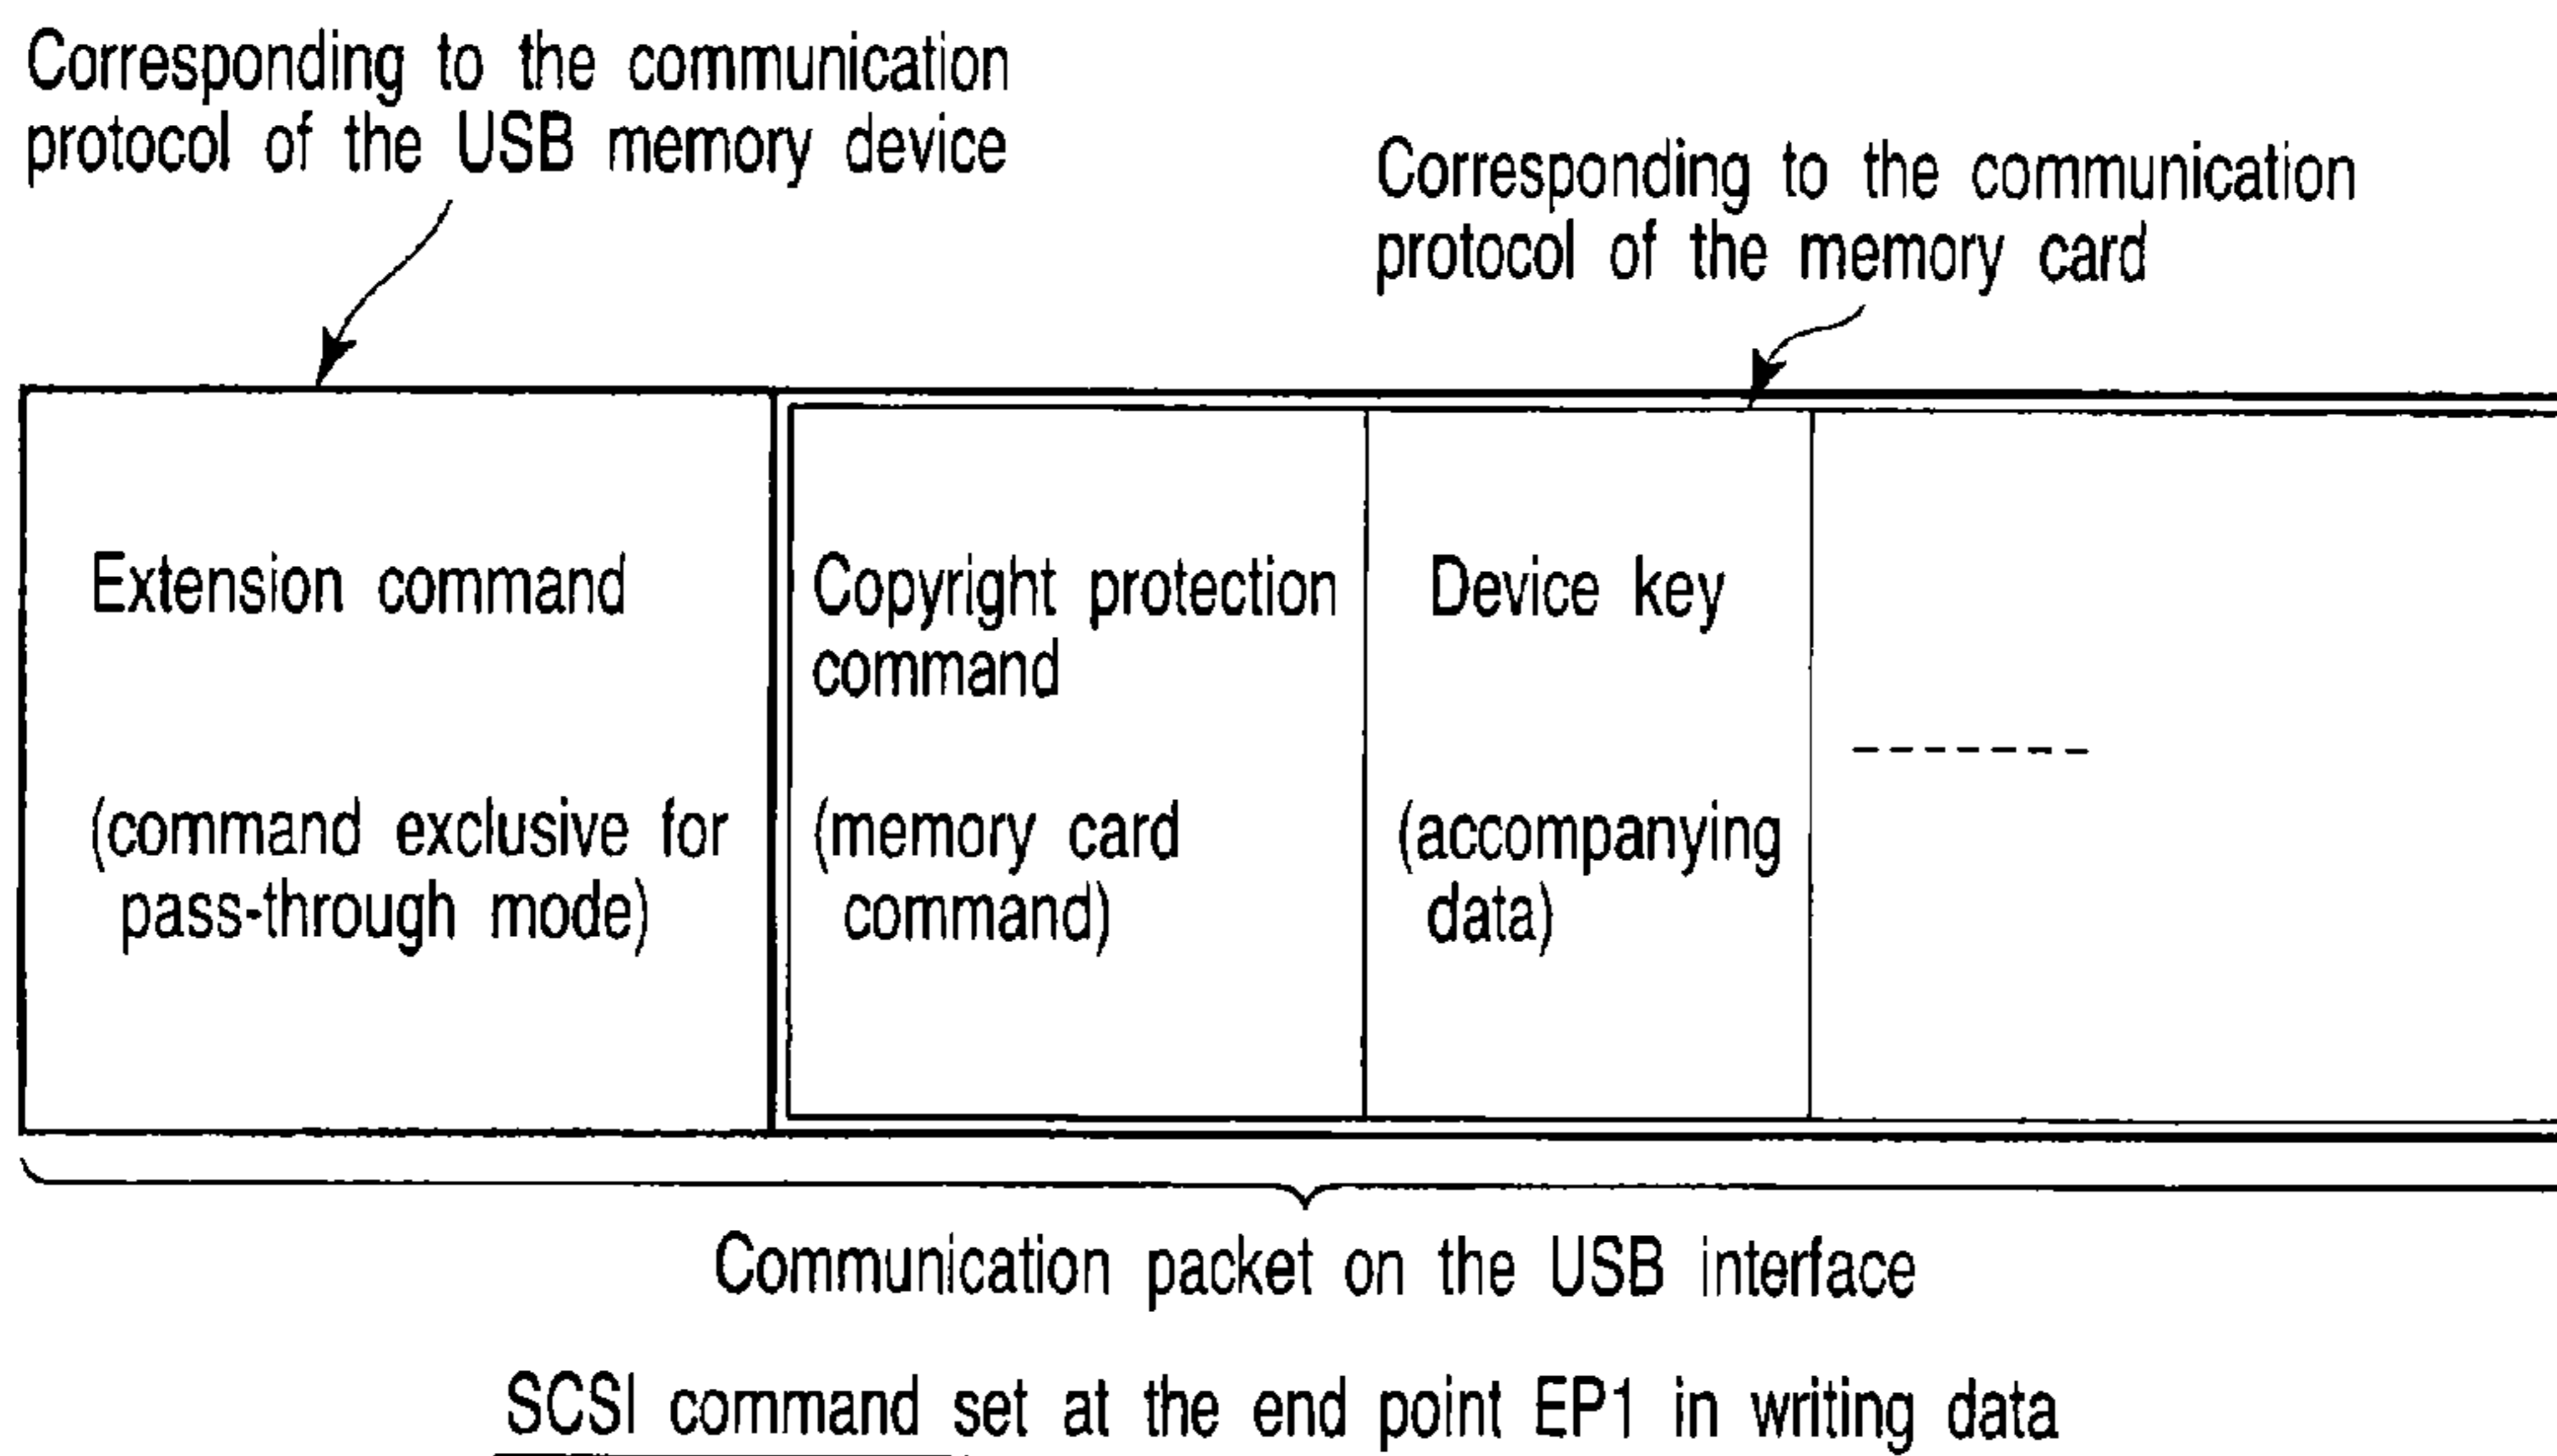 Corresponding to the communication
protocol of the USB memory device
Corresponding to the communication
protocol of the memory card
Extension command
(command exclusive for
pass-through mode)
Copyright protection
command
(memory card
command)
Device key
(accompanying
data)
Communication packet on the USB interface
SCSI command set at the end point EP1 in writing data